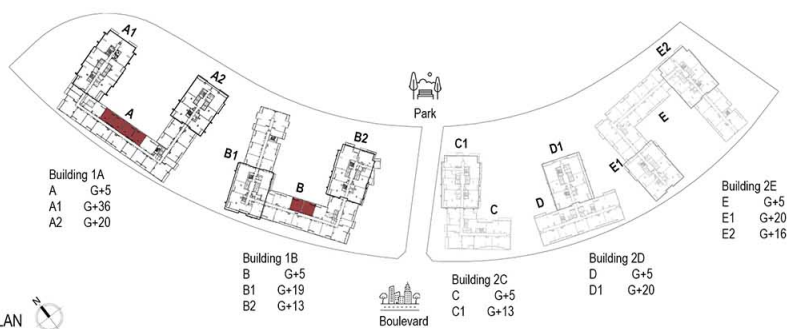 A1
A2
A
Building 1A
A G+5
A1 G+36
A2 G+20
B1
B2
B
Building 1B
B G+5
B1 G+19
B2 G+13
Park
Boulevard
C1
C
Building 2C
C G+5
C1 G+13
D1
D
Building 2D
D G+5
D1 G+20
E2
E
E1
Building 2E
E G+5
E1 G+20
E2 G+16
LAN
N